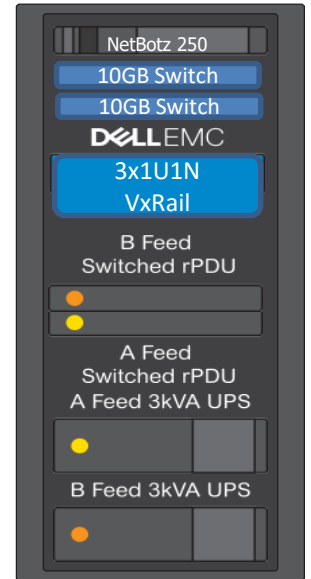 NetBotz 250
10GB Switch
10GB Switch
DELLEMC
3x1U1N
VxRail
B Feed
Switched rPDU
A Feed
Switched rPDU
A Feed 3kVA UPS
B Feed 3kVA UPS